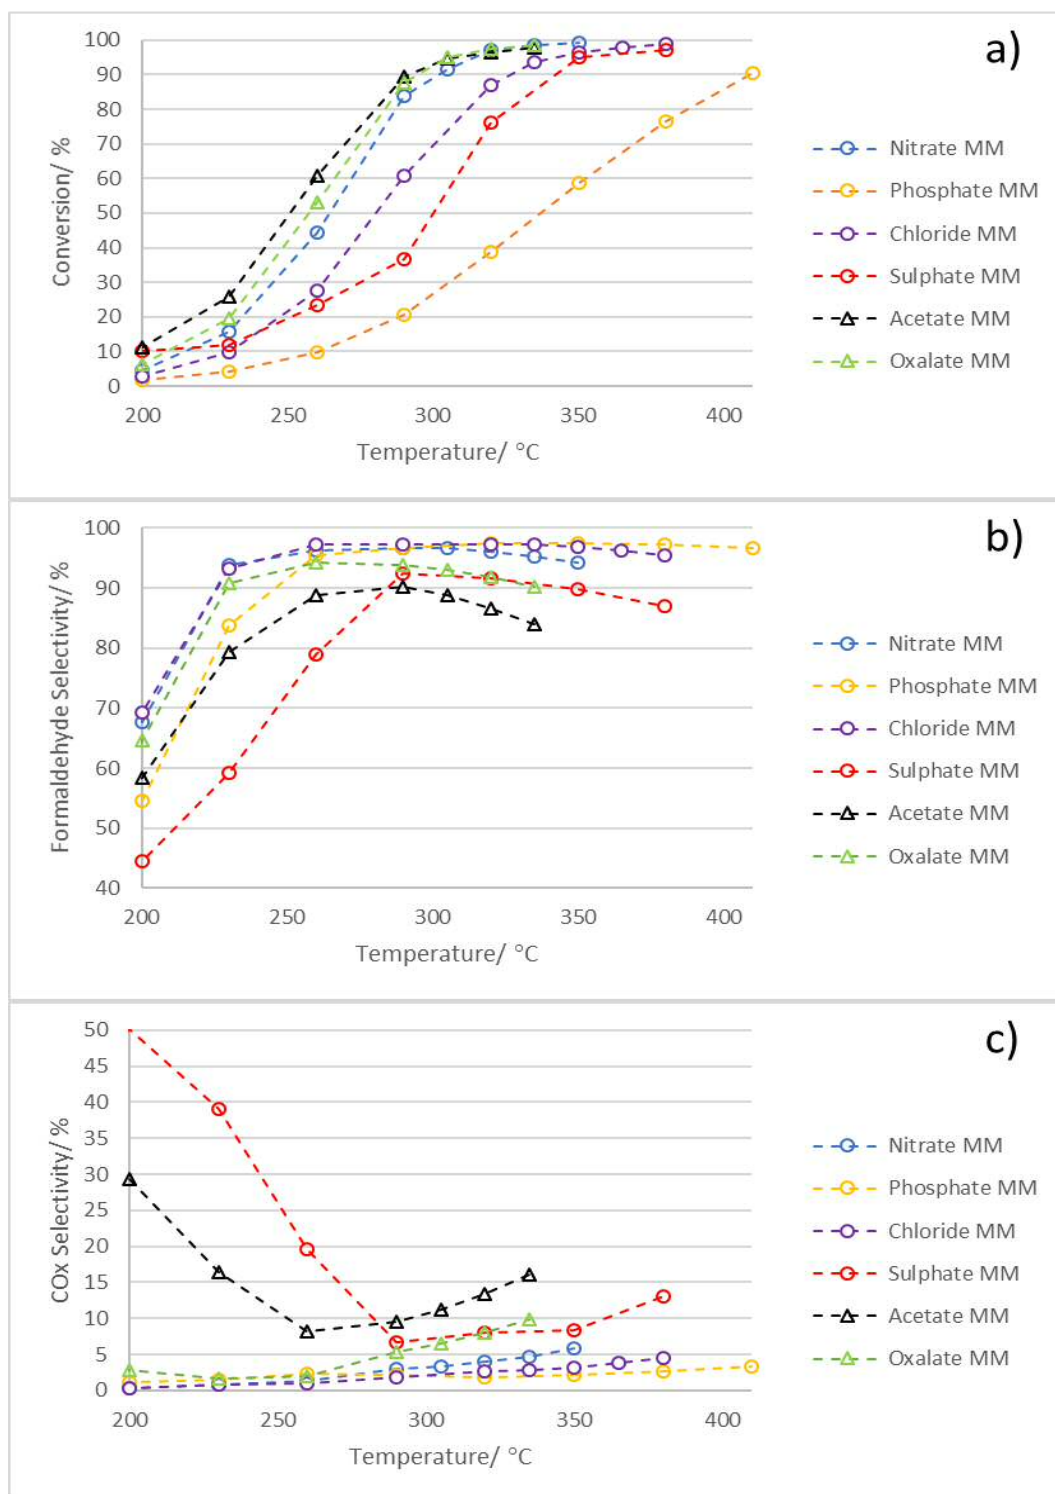 a)
100
90
80
70
60
50
40
30
20
10
0
Conversion/ %
200 250 300 350 400
Temperature/ °C
Nitrate MM
Phosphate MM
Chloride MM
Sulphate MM
Acetate MM
Oxalate MM
b)
100
90
80
70
60
50
40
Formaldehyde Selectivity/ %
200 250 300 350 400
Temperature/ °C
Nitrate MM
Phosphate MM
Chloride MM
Sulphate MM
Acetate MM
Oxalate MM
c)
50
45
40
35
30
25
20
15
10
5
0
COx Selectivity/ %
200 250 300 350 400
Temperature/ °C
Nitrate MM
Phosphate MM
Chloride MM
Sulphate MM
Acetate MM
Oxalate MM